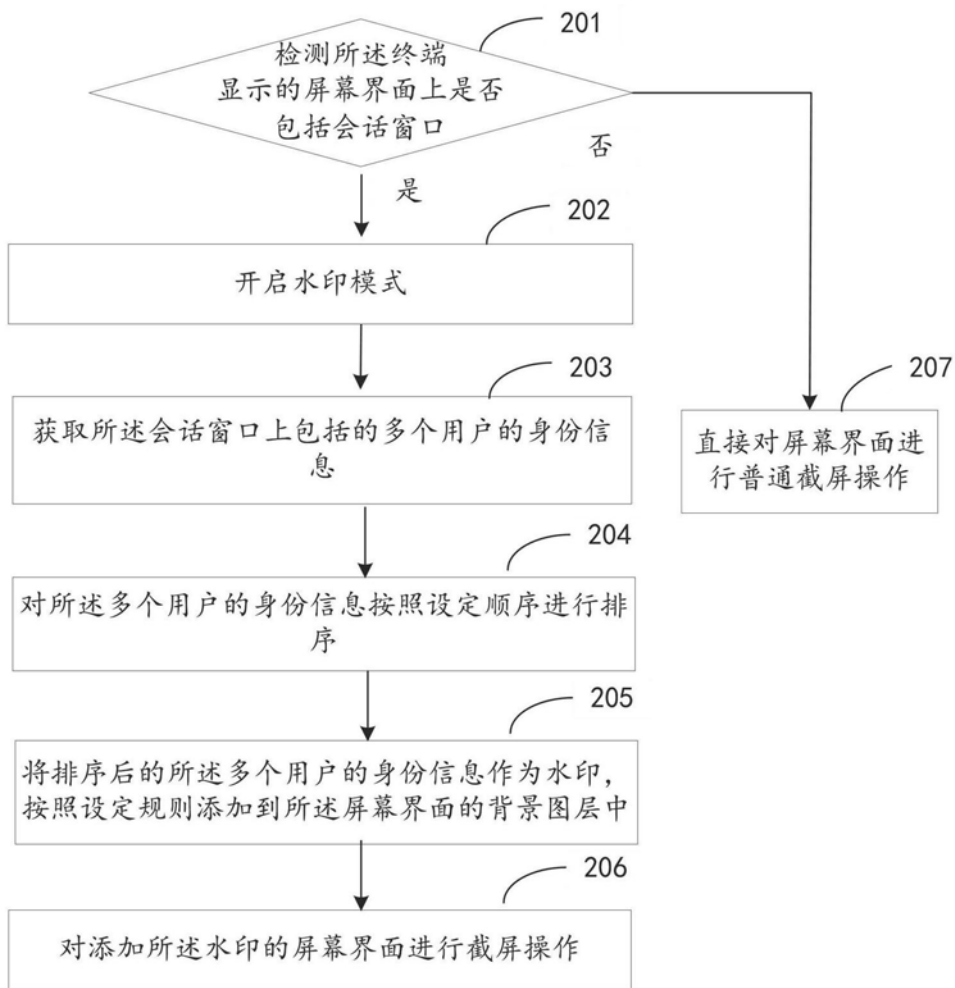 201
检测所述终端
显示的屏幕界面上是否
包括会话窗口
否
是
202
开启水印模式
203
获取所述会话窗口上包括的多个用户的身份信
息
207
直接对屏幕界面进
行普通截屏操作
204
对所述多个用户的身份信息按照设定顺序进行排
序
205
将排序后的所述多个用户的身份信息作为水印，
按照设定规则添加到所述屏幕界面的背景图层中
206
对添加所述水印的屏幕界面进行截屏操作